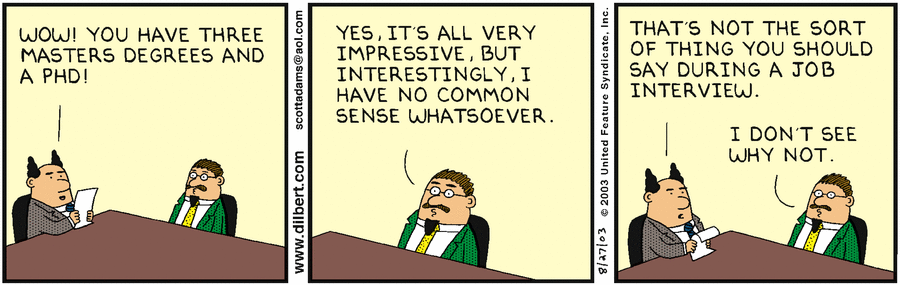 WOW! YOU HAVE THREE
MASTERS DEGREES AND
A PHD!
www.dilbert.com
scottadams@aol.com
YES, IT'S ALL VERY
IMPRESSIVE, BUT
INTERESTINGLY, I
HAVE NO COMMON
SENSE WHATSOEVER.
8/27/03 © 2003 United Feature Syndicate, Inc.
THAT'S NOT THE SORT
OF THING YOU SHOULD
SAY DURING A JOB
INTERVIEW.
I DON'T SEE
WHY NOT.